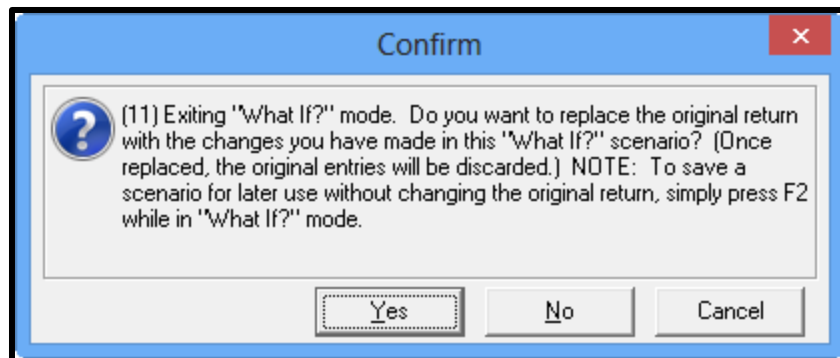 Confirm
(11) Exiting "What If?" mode.  Do you want to replace the original return
with the changes you have made in this "What If?" scenario?  (Once
replaced, the original entries will be discarded.)  NOTE:  To save a
scenario for later use without changing the original return, simply press F2
while in "What If?" mode.
Yes
No
Cancel